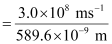 = 3.0×10⁸ ms⁻¹ / 589.6×10⁻⁹ m